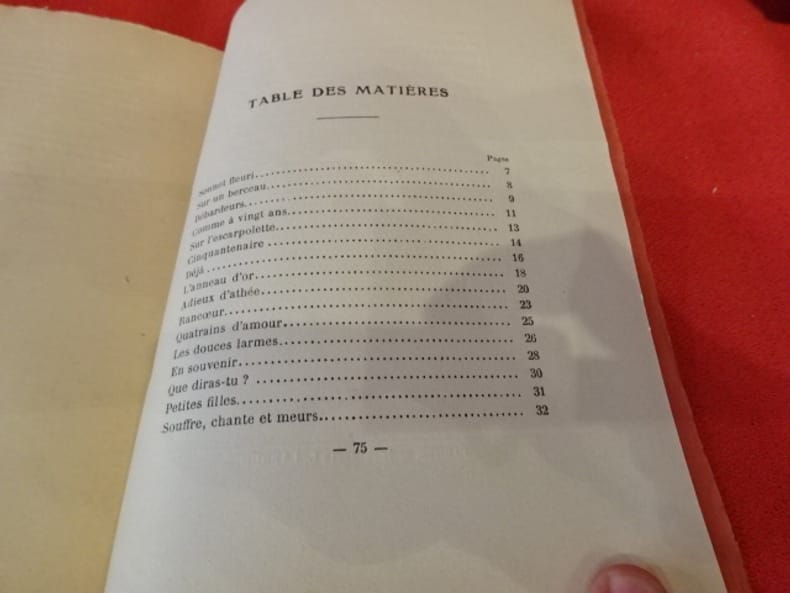 TABLE DES MATIÈRES
Pages
Sonnet fleuri........................................ 7
Sur un berceau........................................ 8
Débardeurs........................................ 9
Comme à vingt ans........................................ 11
Sur l'escarpolette........................................ 13
Cinquantenaire ........................................ 14
Déjà ........................................ 16
L'anneau d'or........................................ 18
Adieux d'athée........................................ 20
Rancœur........................................ 23
Quatrains d'amour........................................ 25
Les douces larmes........................................ 26
En souvenir........................................ 28
Que diras-tu ? ........................................ 30
Petites filles........................................ 31
Souffre, chante et meurs........................................ 32
— 75 —